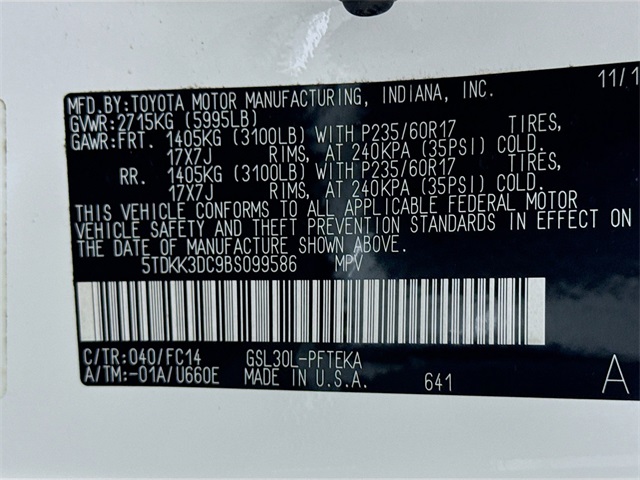 11/1
MFD.BY:TOYOTA MOTOR MANUFACTURING, INDIANA, INC.
GVWR:2715KG (5995LB)
GAWR:FRT. 1405KG (3100LB) WITH P235/60R17 TIRES,
17X7J RIMS, AT 240KPA (35PSI) COLD.
RR. 1405KG (3100LB) WITH P235/60R17 TIRES,
17X7J RIMS, AT 240KPA (35PSI) COLD.
THIS VEHICLE CONFORMS TO ALL APPLICABLE FEDERAL MOTOR
VEHICLE SAFETY AND THEFT PREVENTION STANDARDS IN EFFECT ON
THE DATE OF MANUFACTURE SHOWN ABOVE.
5TDKK3DC9BS099586 MPV
C/TR:040/FC14 GSL30L-PFTEKA
A/TM:-01A/U660E MADE IN U.S.A. 641 A